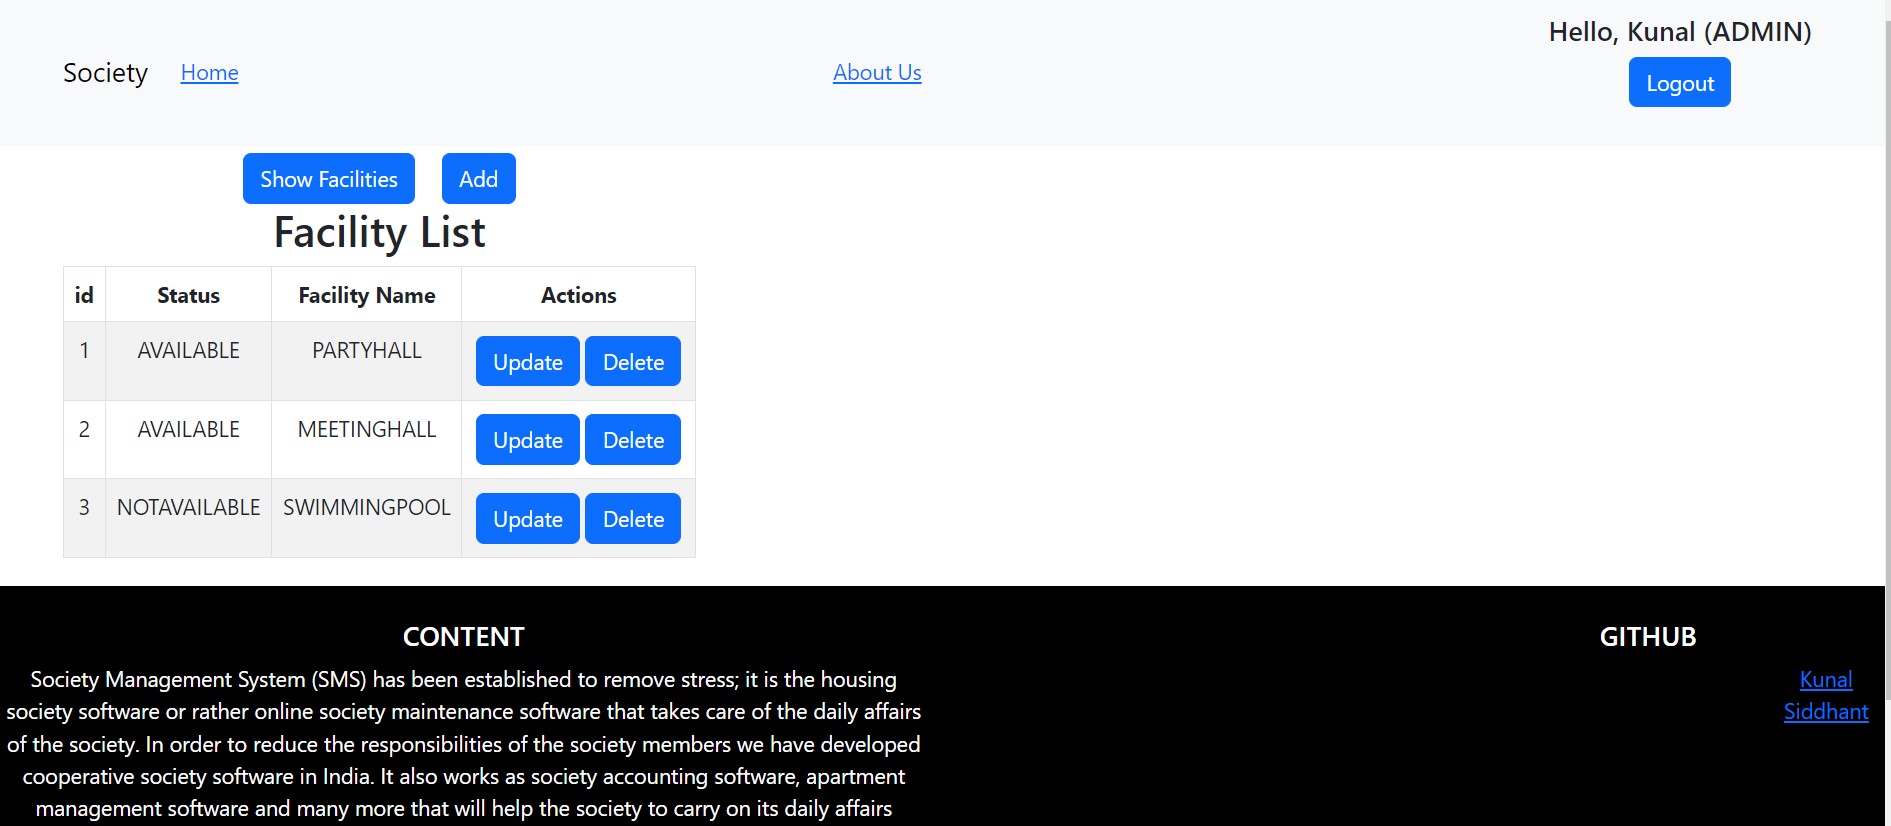 Hello, Kunal (ADMIN)
Society Home About Us Logout
Show Facilities Add
Facility List
id Status Facility Name Actions
1 AVAILABLE PARTYHALL Update Delete
2 AVAILABLE MEETINGHALL Update Delete
3 NOTAVAILABLE SWIMMINGPOOL Update Delete
CONTENT
Society Management System (SMS) has been established to remove stress; it is the housing
society software or rather online society maintenance software that takes care of the daily affairs
of the society. In order to reduce the responsibilities of the society members we have developed
cooperative society software in India. It also works as society accounting software, apartment
management software and many more that will help the society to carry on its daily affairs
GITHUB
Kunal
Siddhant